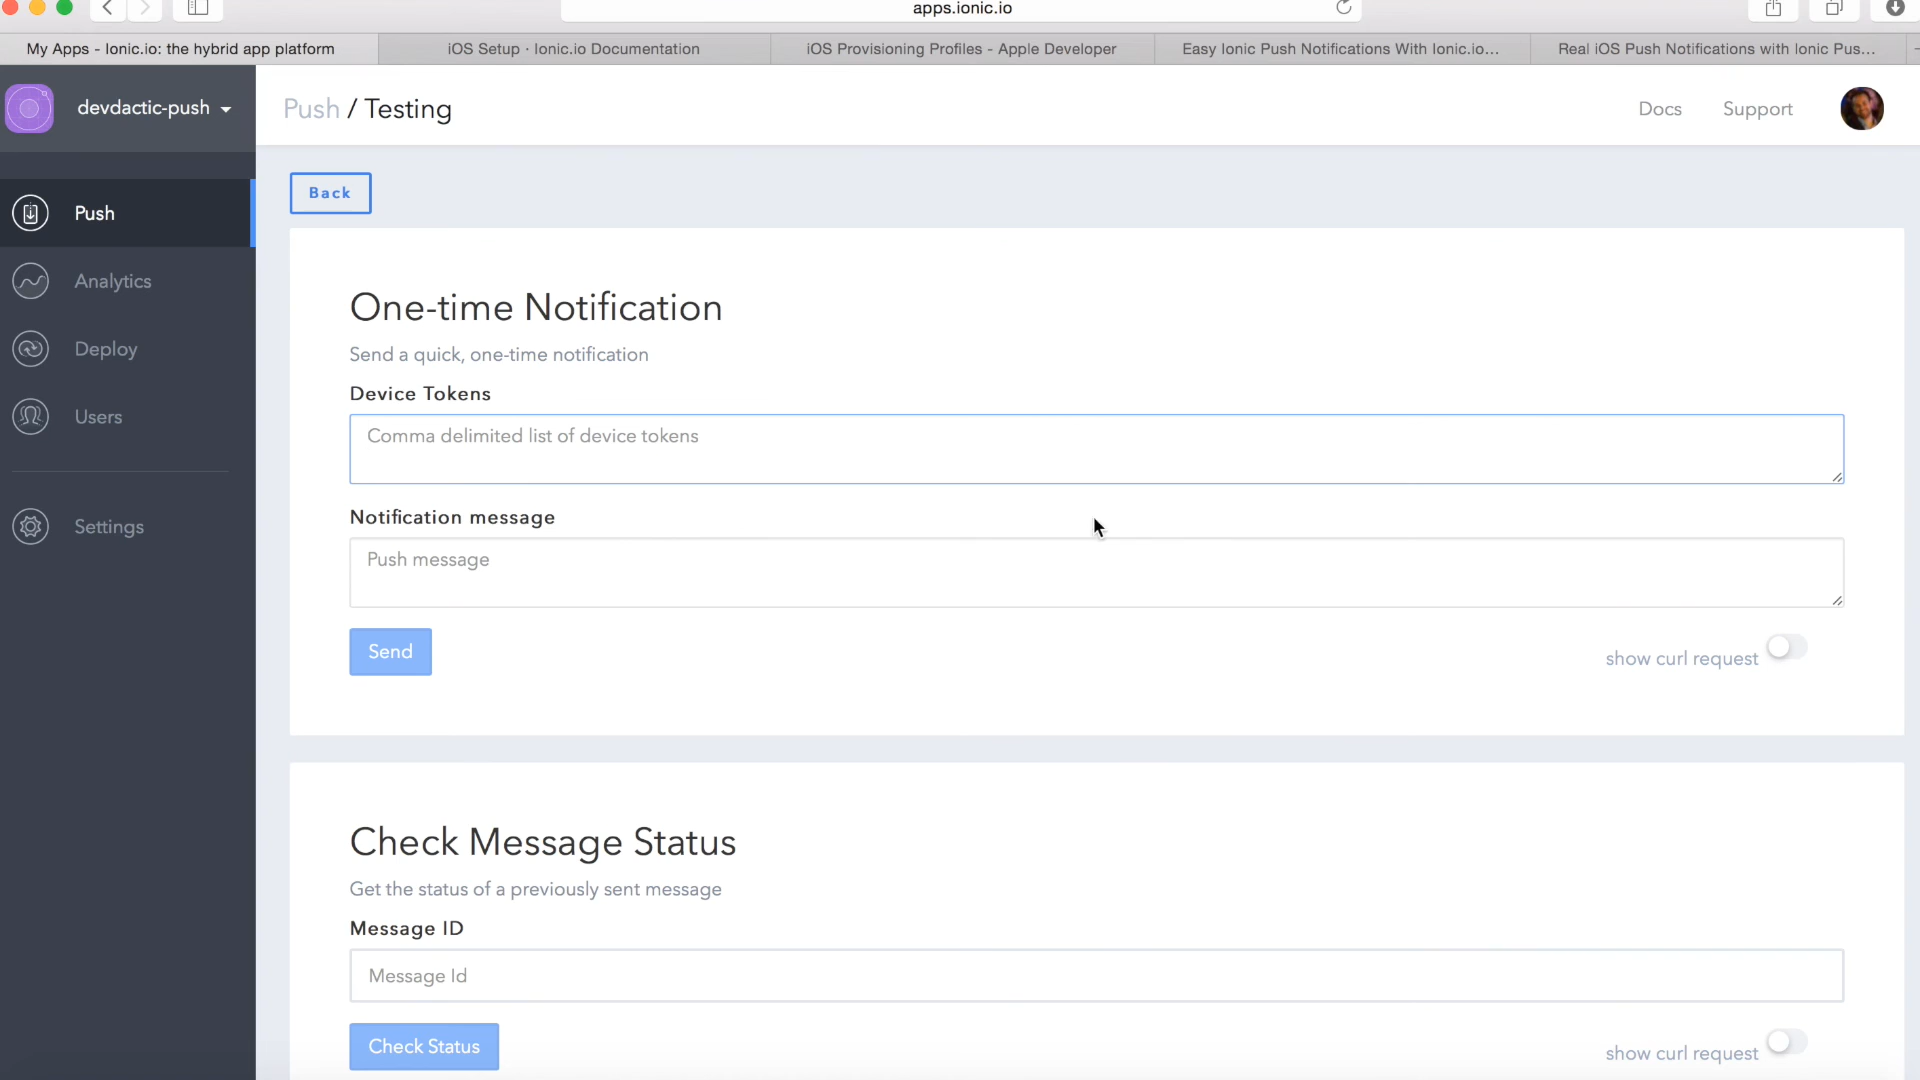 apps.ionic.io
My Apps - Ionic.io: the hybrid app platform
iOS Setup · Ionic.io Documentation
iOS Provisioning Profiles - Apple Developer
Easy Ionic Push Notifications With Ionic.io...
Real iOS Push Notifications with Ionic Pus...
devdactic-push
Push / Testing
Docs
Support
Back
Push
Analytics
Deploy
Users
Settings
One-time Notification
Send a quick, one-time notification
Device Tokens
Comma delimited list of device tokens
Notification message
Push message
Send
show curl request
Check Message Status
Get the status of a previously sent message
Message ID
Message Id
Check Status
show curl request